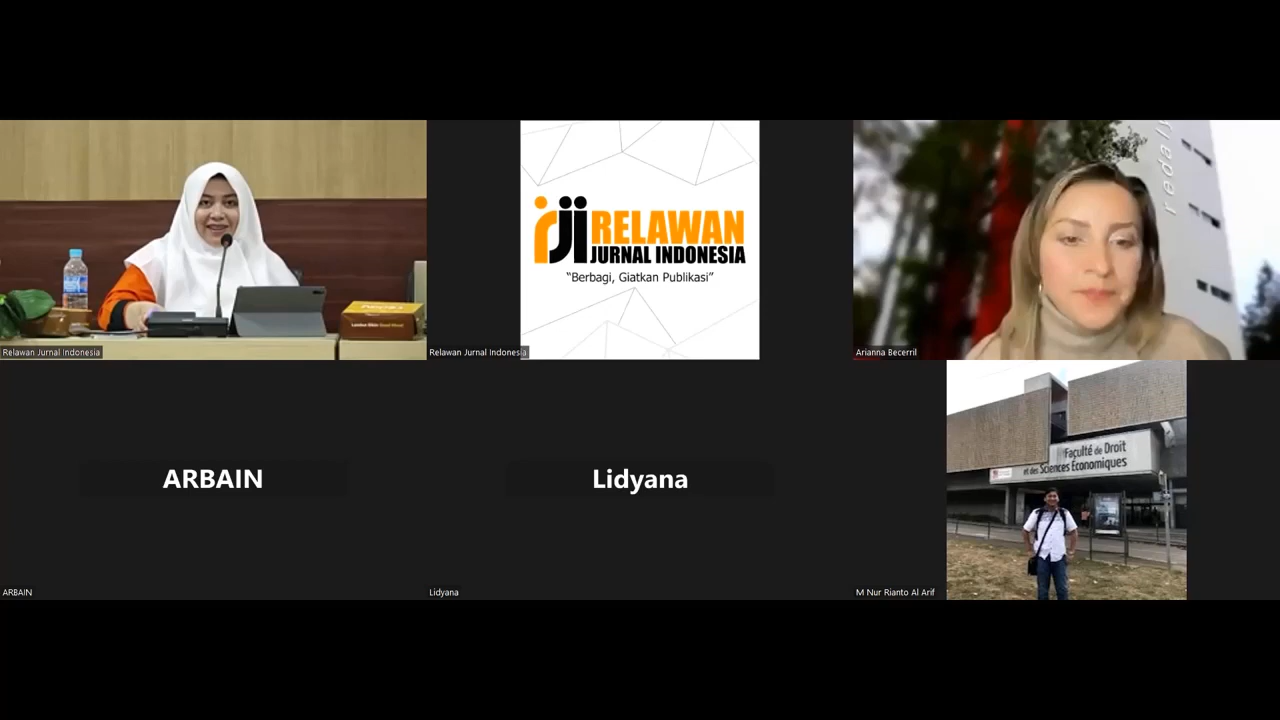 RELAWAN
JURNAL INDONESIA
“Berbagi, Giatkan Publikasi”
redaly
Relawan Jurnal Indonesia
Relawan Jurnal Indonesia
Arianna Becerril
ARBAIN
Lidyana
Faculté de Droit
et des Sciences Économiques
ARBAIN
Lidyana
M Nur Rianto Al Arif